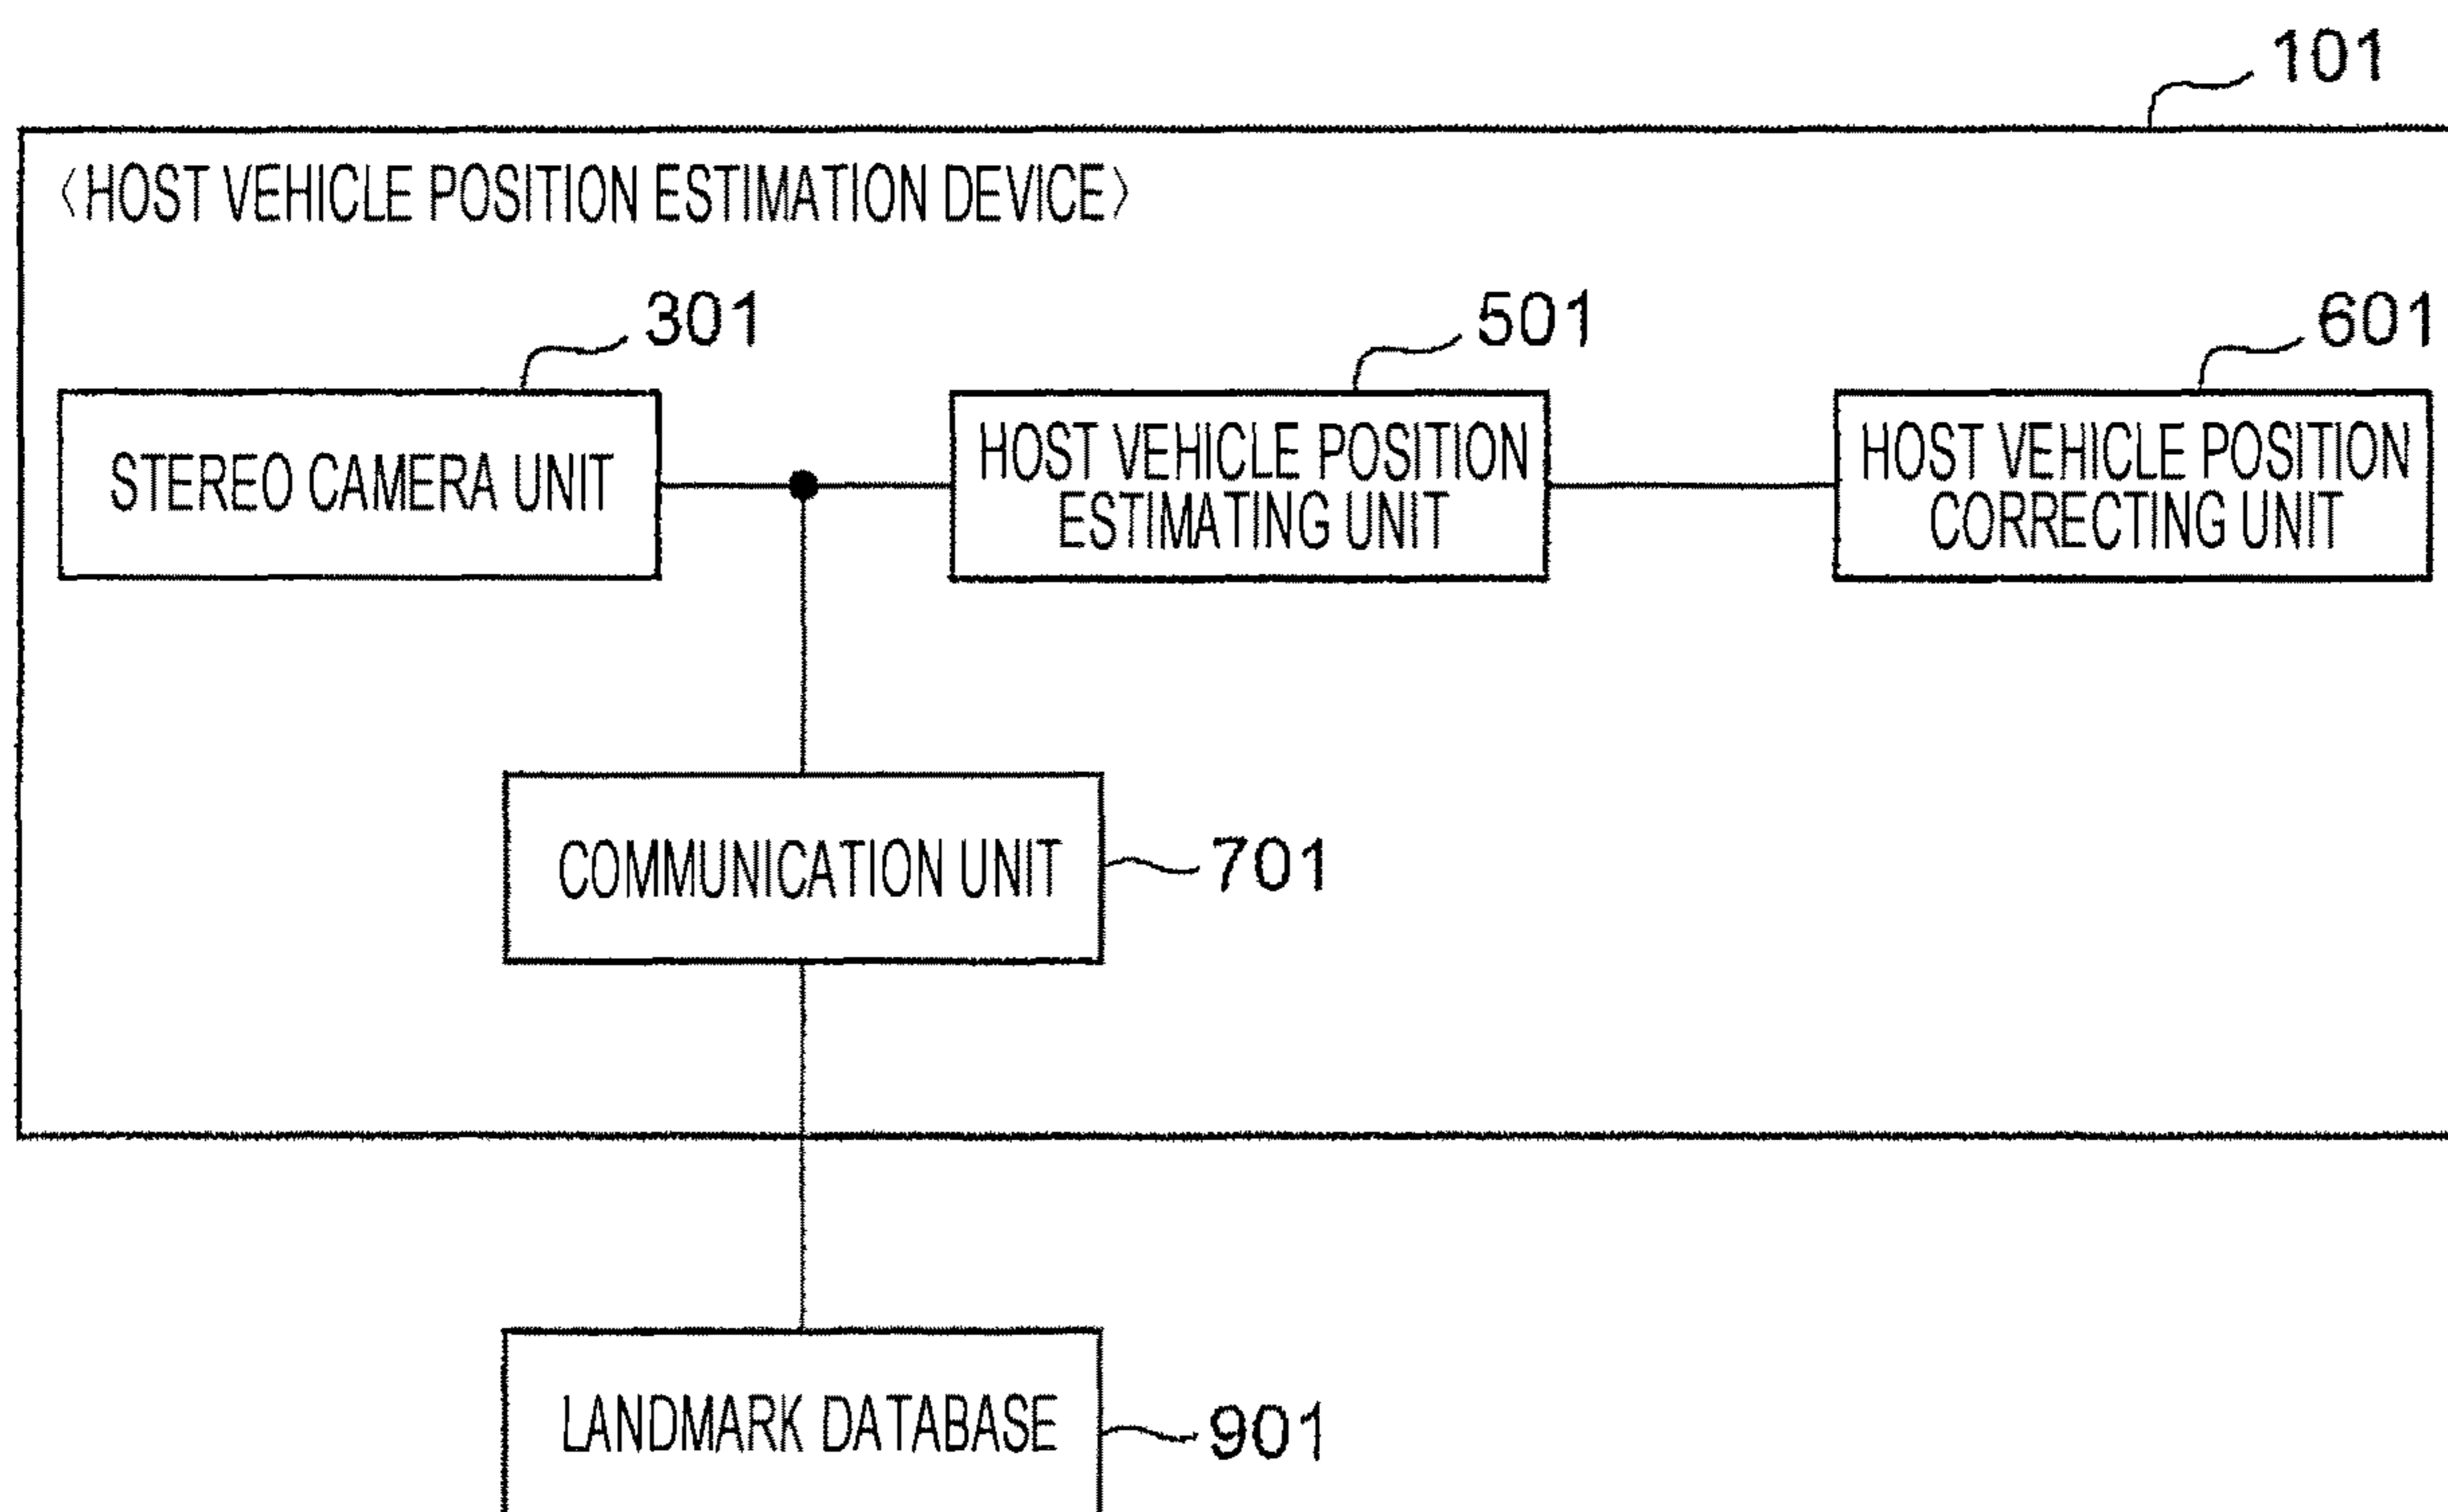 101
〈HOST VEHICLE POSITION ESTIMATION DEVICE〉
301
501
601
STEREO CAMERA UNIT
HOST VEHICLE POSITION
ESTIMATING UNIT
HOST VEHICLE POSITION
CORRECTING UNIT
COMMUNICATION UNIT
701
LANDMARK DATABASE
901